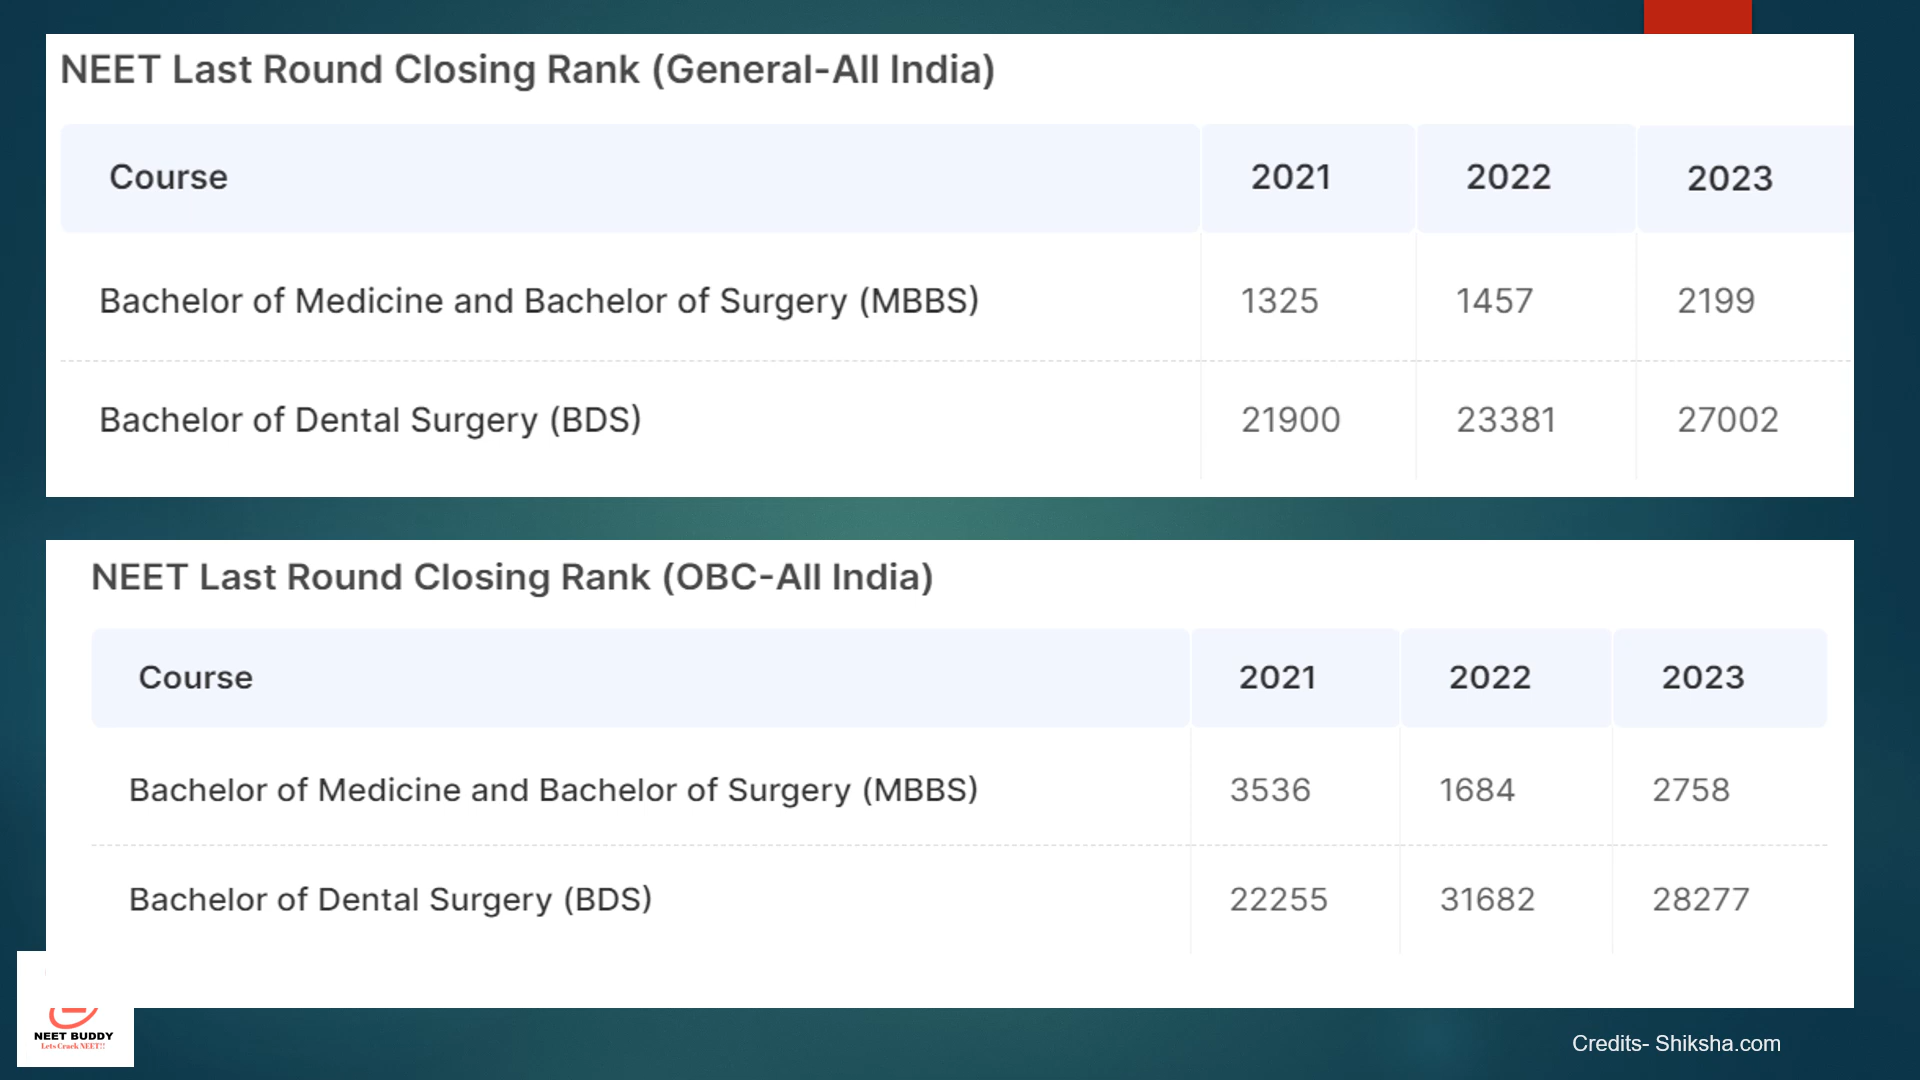 NEET Last Round Closing Rank (General-All India)
Course 2021 2022 2023
Bachelor of Medicine and Bachelor of Surgery (MBBS) 1325 1457 2199
Bachelor of Dental Surgery (BDS) 21900 23381 27002
NEET Last Round Closing Rank (OBC-All India)
Course 2021 2022 2023
Bachelor of Medicine and Bachelor of Surgery (MBBS) 3536 1684 2758
Bachelor of Dental Surgery (BDS) 22255 31682 28277
NEET BUDDY
Lets Crack NEET!!
Credits- Shiksha.com